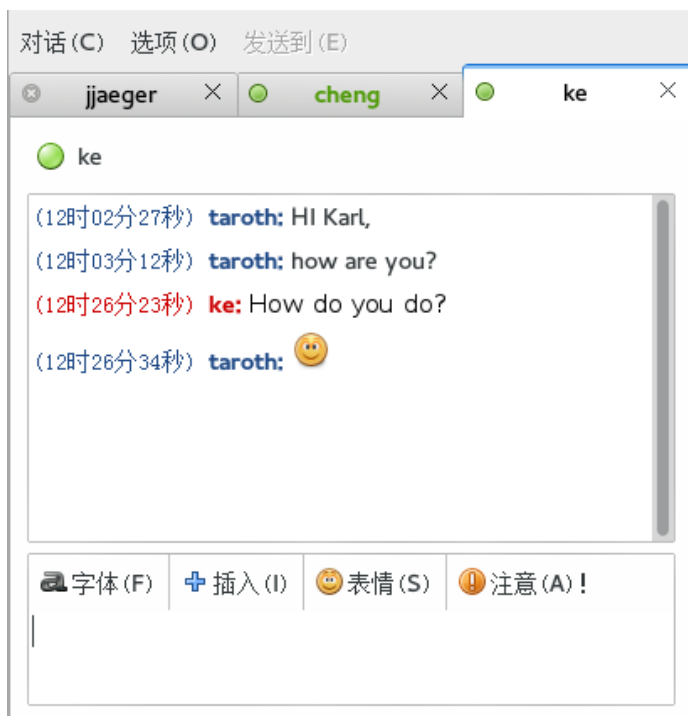 对话(C) 选项(O) 发送到(E)
jjaeger cheng ke
ke
(12时02分27秒) taroth: HI Karl,
(12时03分12秒) taroth: how are you?
(12时26分23秒) ke: How do you do?
(12时26分34秒) taroth:
字体(F) 插入(I) 表情(S) 注意(A)!